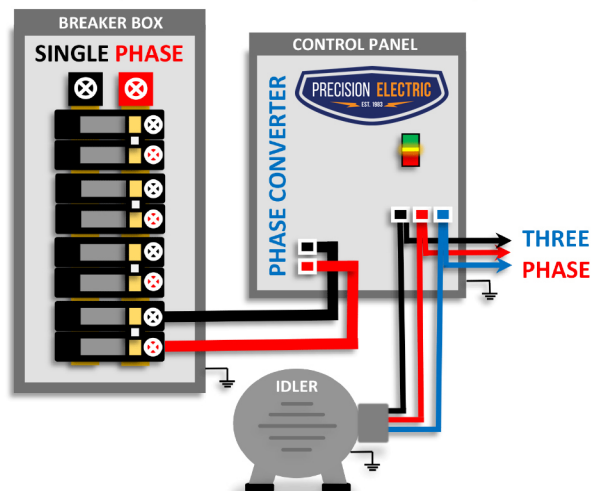 BREAKER BOX
SINGLE PHASE
CONTROL PANEL
PRECISION ELECTRIC
EST. 1983
PHASE CONVERTER
THREE
PHASE
IDLER